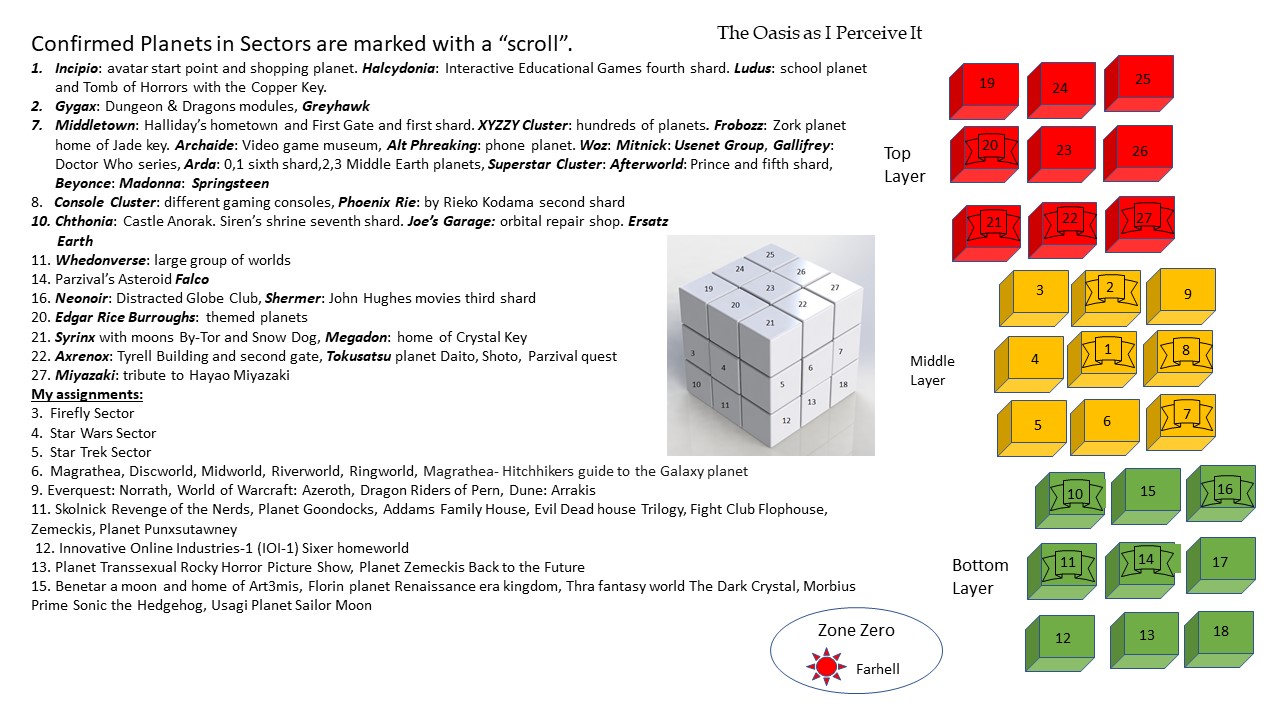 The Oasis as I Perceive It
Confirmed Planets in Sectors are marked with a “scroll”.
1. Incipio: avatar start point and shopping planet. Halcydonia: Interactive Educational Games fourth shard. Ludus: school planet
and Tomb of Horrors with the Copper Key.
2. Gygax: Dungeon & Dragons modules, Greyhawk
7. Middletown: Halliday’s hometown and First Gate and first shard. XYZZY Cluster: hundreds of planets. Frobozz: Zork planet
home of Jade key. Archaide: Video game museum, Alt Phreaking: phone planet. Woz: Mitnick: Usenet Group, Gallifrey:
Doctor Who series, Arda: 0,1 sixth shard,2,3 Middle Earth planets, Superstar Cluster: Afterworld: Prince and fifth shard,
Beyonce: Madonna: Springsteen
8. Console Cluster: different gaming consoles, Phoenix Rie: by Rieko Kodama second shard
10. Chthonia: Castle Anorak. Siren’s shrine seventh shard. Joe’s Garage: orbital repair shop. Ersatz
Earth
11. Whedonverse: large group of worlds
14. Parzival’s Asteroid Falco
16. Neonoir: Distracted Globe Club, Shermer: John Hughes movies third shard
20. Edgar Rice Burroughs: themed planets
21. Syrinx with moons By-Tor and Snow Dog, Megadon: home of Crystal Key
22. Axrenox: Tyrell Building and second gate, Tokusatsu planet Daito, Shoto, Parzival quest
27. Miyazaki: tribute to Hayao Miyazaki
My assignments:
3. Firefly Sector
4. Star Wars Sector
5. Star Trek Sector
6. Magrathea, Discworld, Midworld, Riverworld, Ringworld, Magrathea- Hitchhikers guide to the Galaxy planet
9. Everquest: Norrath, World of Warcraft: Azeroth, Dragon Riders of Pern, Dune: Arrakis
11. Skolnick Revenge of the Nerds, Planet Goondocks, Addams Family House, Evil Dead house Trilogy, Fight Club Flophouse,
Zemeckis, Planet Punxsutawney
12. Innovative Online Industries-1 (IOI-1) Sixer homeworld
13. Planet Transsexual Rocky Horror Picture Show, Planet Zemeckis Back to the Future
15. Benetar a moon and home of Art3mis, Florin planet Renaissance era kingdom, Thra fantasy world The Dark Crystal, Morbius
Prime Sonic the Hedgehog, Usagi Planet Sailor Moon
25
24 26
19 23 27
20 22
21
3 7
4 6
10 5 18
11 13
12
Top
Layer
19 24 25
20 23 26
21 22 27
Middle
Layer
3 2 9
4 1 8
5 6 7
Bottom
Layer
10 15 16
11 14 17
12 13 18
Zone Zero
Farhell